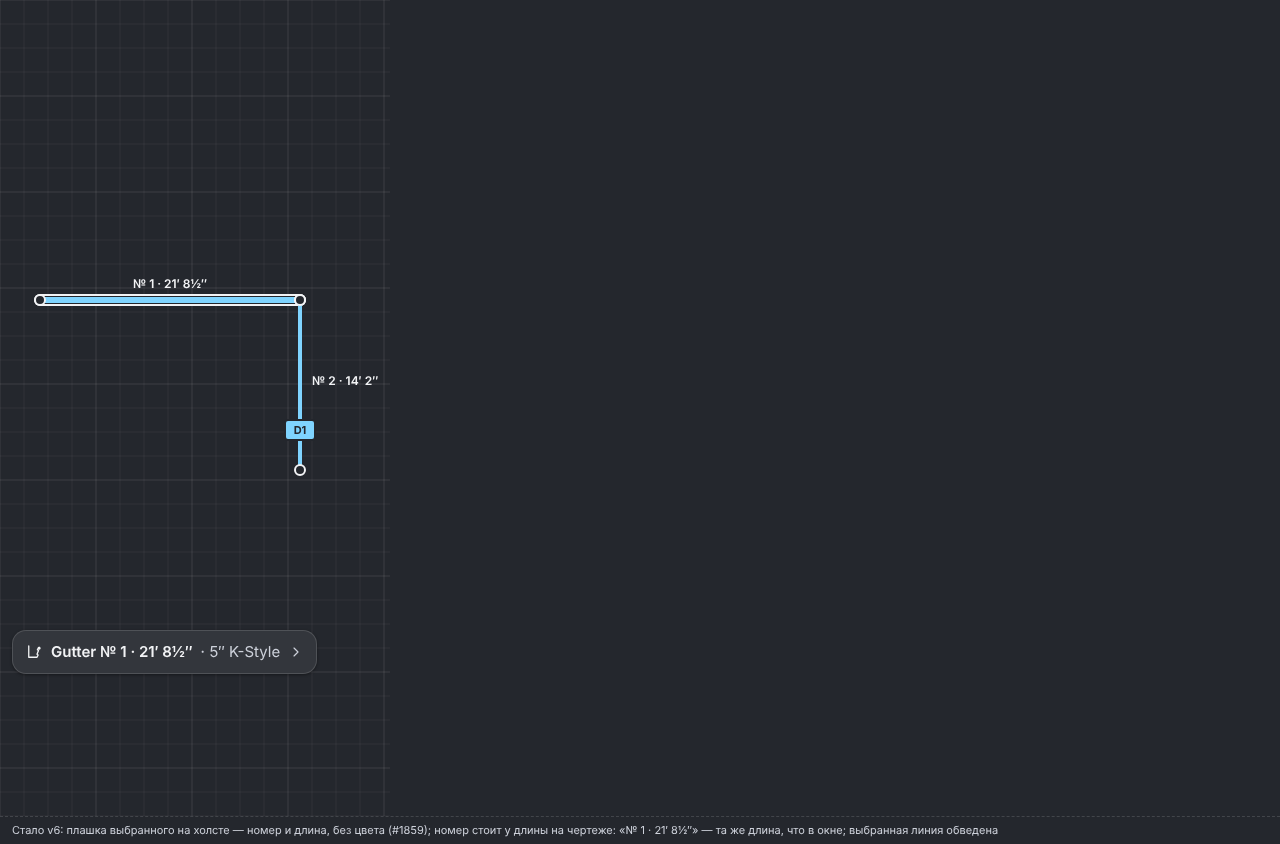 № 1 · 21′ 8½″
№ 2 · 14′ 2″
D1
Gutter № 1 · 21′ 8½″ · 5″ K-Style
Стало v6: плашка выбранного на холсте — номер и длина, без цвета (#1859); номер стоит у длины на чертеже: «№ 1 · 21′ 8½″» — та же длина, что в окне; выбранная линия обведена